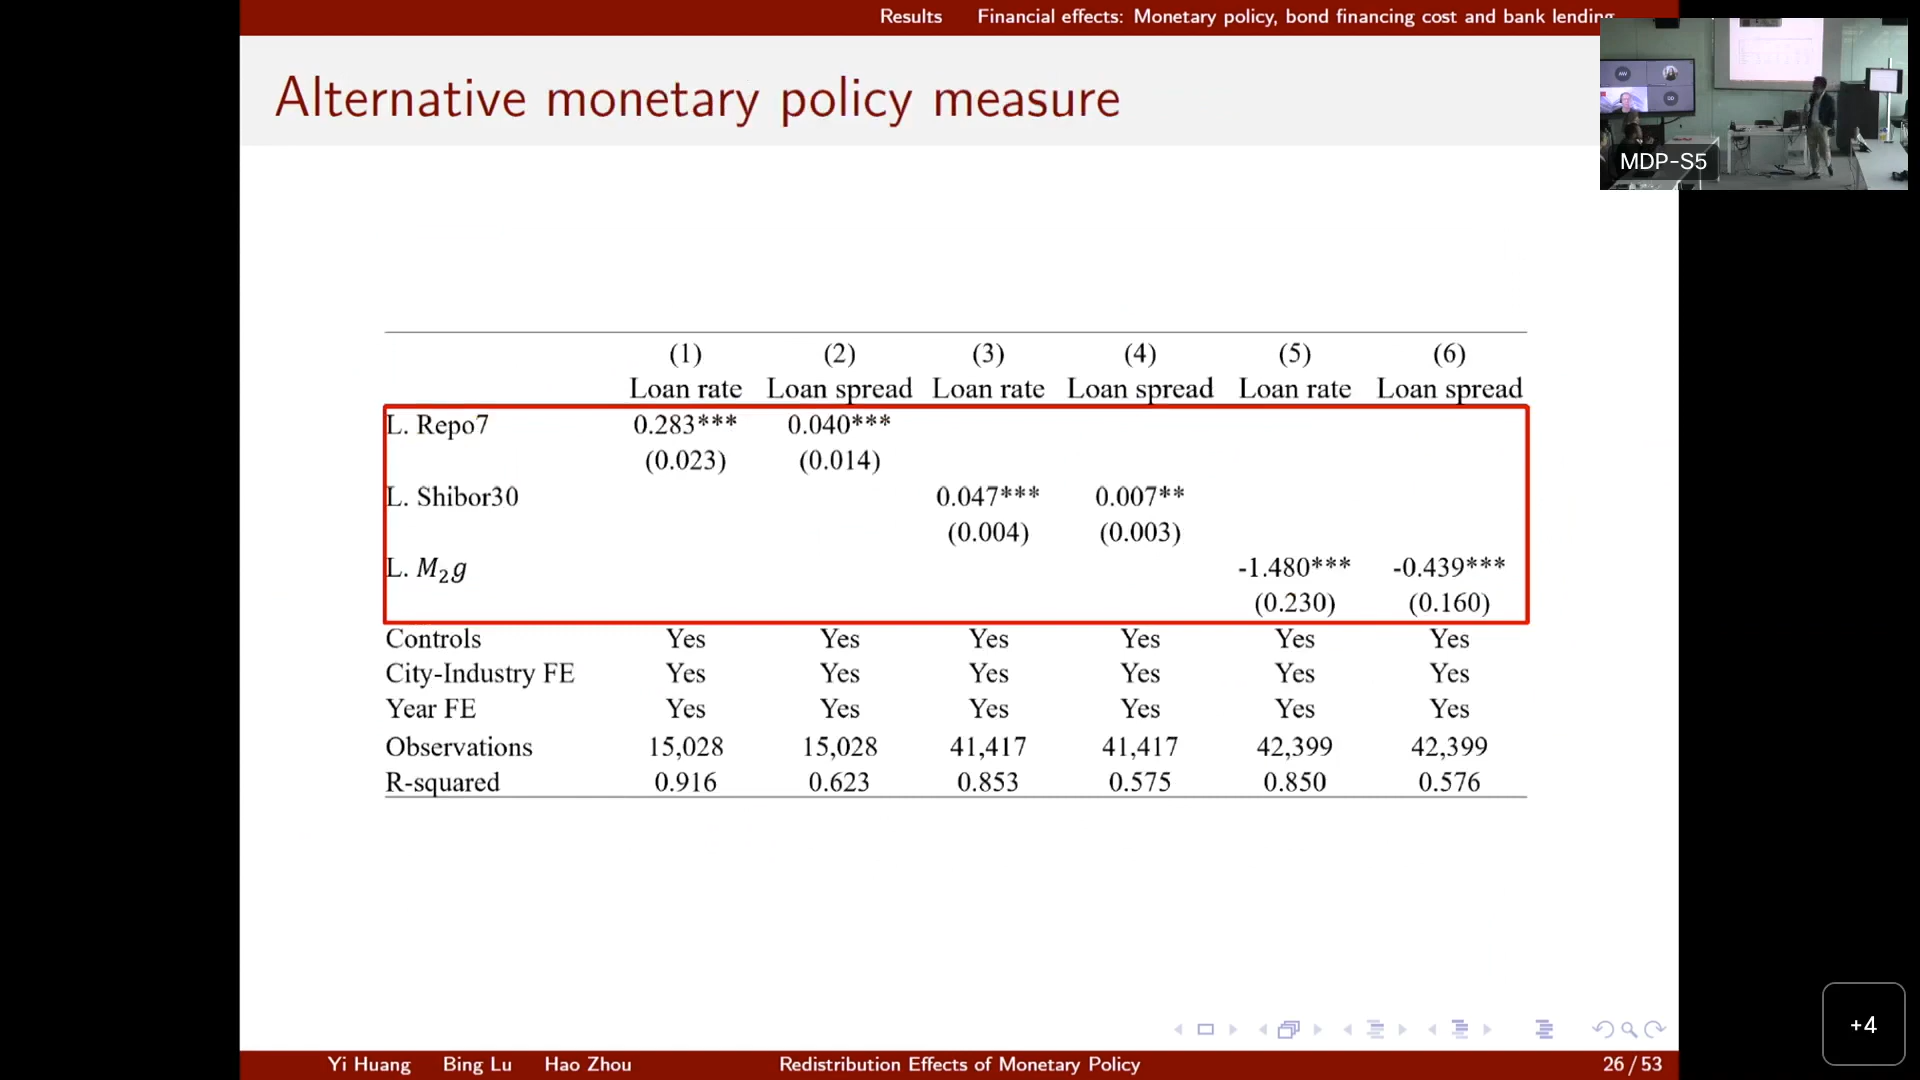 Results Financial effects: Monetary policy, bond financing cost and bank lending
Alternative monetary policy measure
MDP-S5
(1) (2) (3) (4) (5) (6)
Loan rate Loan spread Loan rate Loan spread Loan rate Loan spread
L. Repo7 0.283*** 0.040***
(0.023) (0.014)
L. Shibor30 0.047*** 0.007**
(0.004) (0.003)
L. M₂g -1.480*** -0.439***
(0.230) (0.160)
Controls Yes Yes Yes Yes Yes Yes
City-Industry FE Yes Yes Yes Yes Yes Yes
Year FE Yes Yes Yes Yes Yes Yes
Observations 15,028 15,028 41,417 41,417 42,399 42,399
R-squared 0.916 0.623 0.853 0.575 0.850 0.576
+4
Yi Huang Bing Lu Hao Zhou Redistribution Effects of Monetary Policy 26 / 53